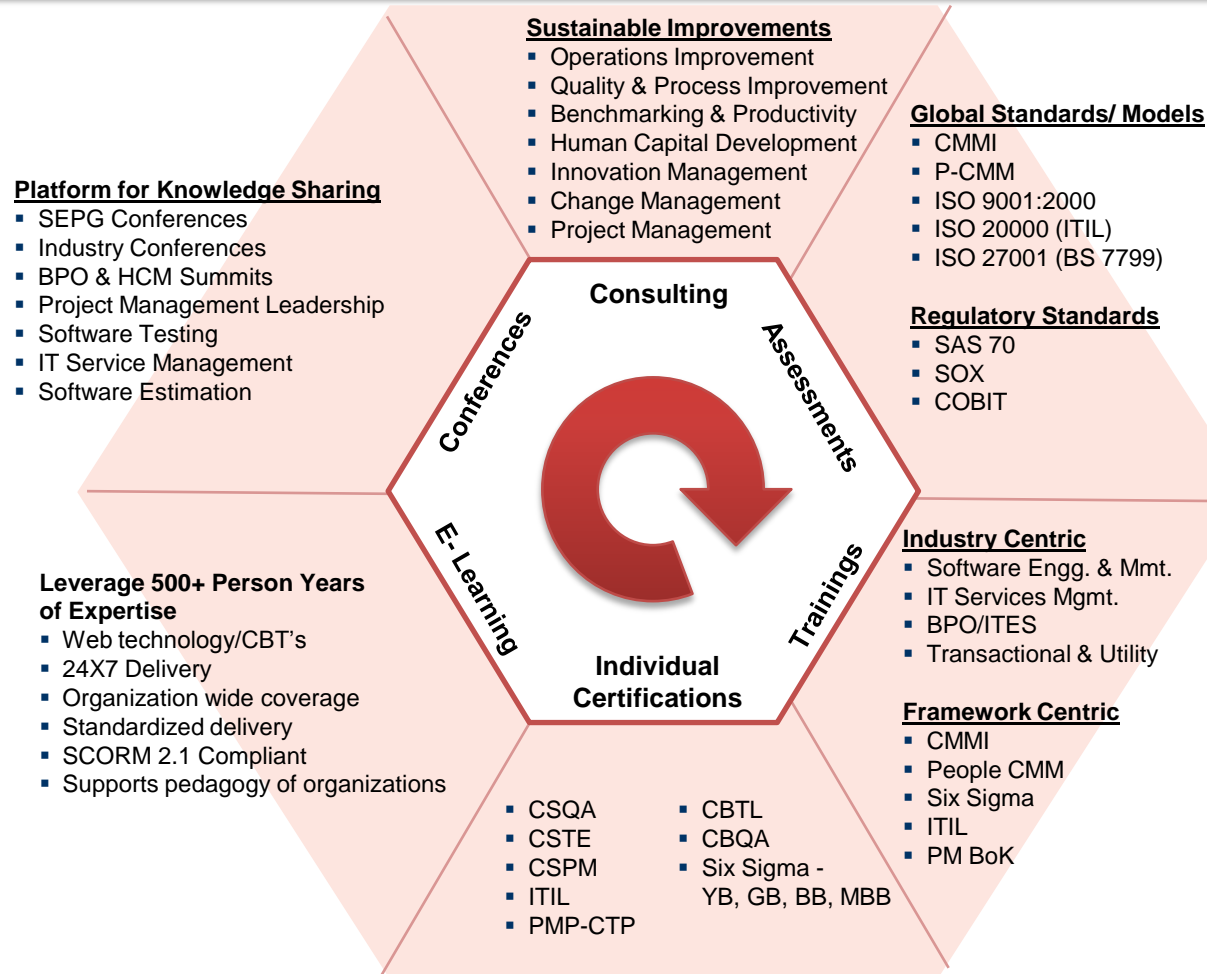 Sustainable Improvements
▪ Operations Improvement
▪ Quality & Process Improvement
▪ Benchmarking & Productivity
▪ Human Capital Development
▪ Innovation Management
▪ Change Management
▪ Project Management
Global Standards/ Models
▪ CMMI
▪ P-CMM
▪ ISO 9001:2000
▪ ISO 20000 (ITIL)
▪ ISO 27001 (BS 7799)
Regulatory Standards
▪ SAS 70
▪ SOX
▪ COBIT
Platform for Knowledge Sharing
▪ SEPG Conferences
▪ Industry Conferences
▪ BPO & HCM Summits
▪ Project Management Leadership
▪ Software Testing
▪ IT Service Management
▪ Software Estimation
Consulting
Conferences
Assessments
E- Learning
Trainings
Individual
Certifications
Leverage 500+ Person Years
of Expertise
▪ Web technology/CBT's
▪ 24X7 Delivery
▪ Organization wide coverage
▪ Standardized delivery
▪ SCORM 2.1 Compliant
▪ Supports pedagogy of organizations
Industry Centric
▪ Software Engg. & Mmt.
▪ IT Services Mgmt.
▪ BPO/ITES
▪ Transactional & Utility
Framework Centric
▪ CMMI
▪ People CMM
▪ Six Sigma
▪ ITIL
▪ PM BoK
▪ CSQA
▪ CSTE
▪ CSPM
▪ ITIL
▪ PMP-CTP
▪ CBTL
▪ CBQA
▪ Six Sigma -
YB, GB, BB, MBB